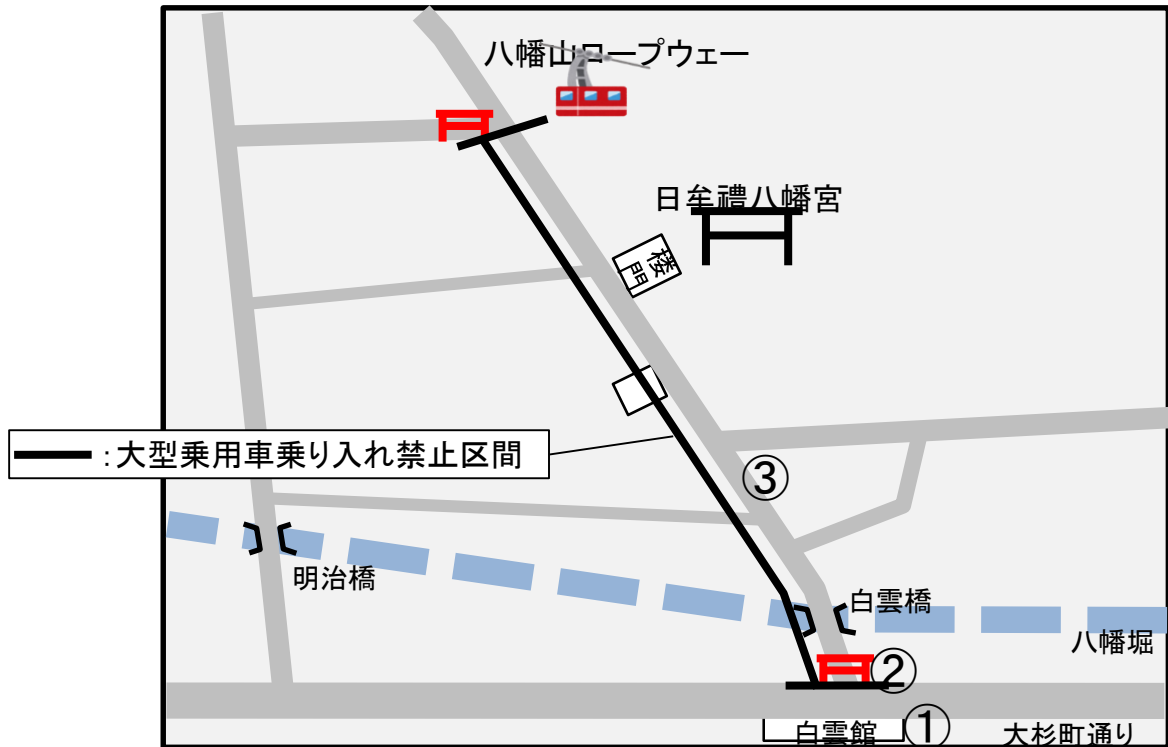 八幡山ロープウェー
日牟禮八幡宮
楼門
：大型乗用車乗り入れ禁止区間
③
明治橋
白雲橋
八幡堀
②
白雲館
①
大杉町通り